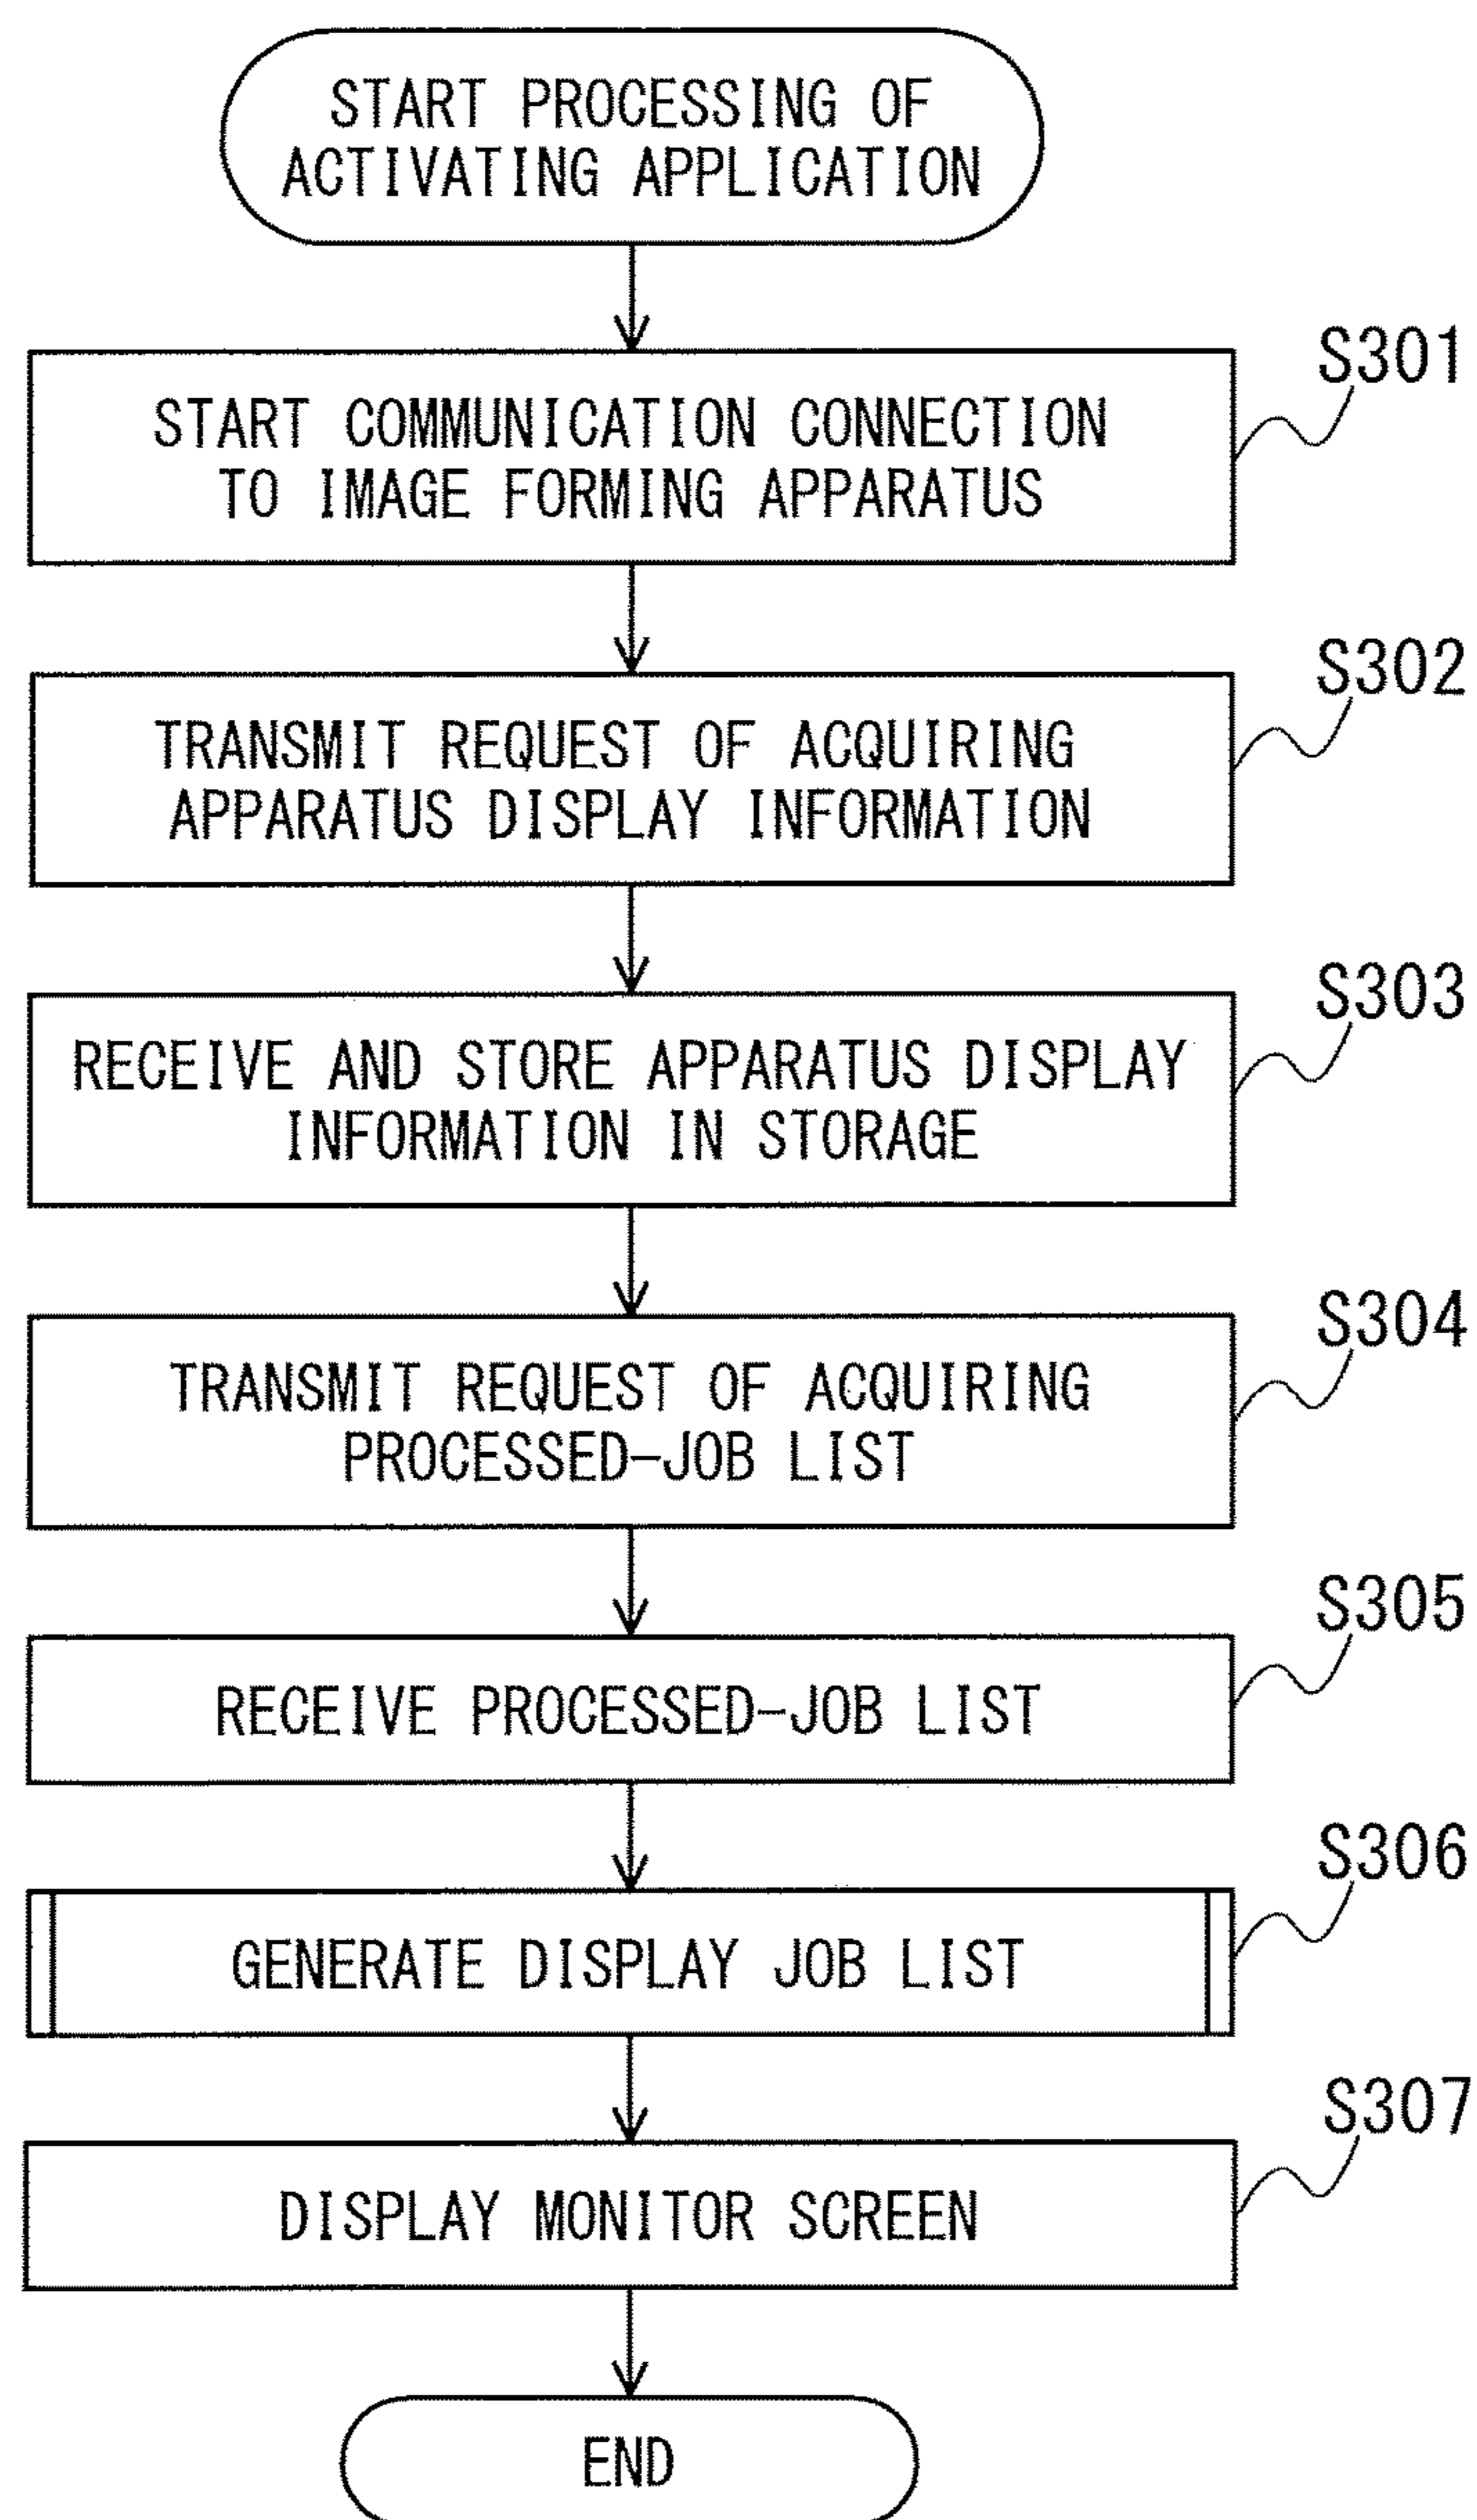 START PROCESSING OF
ACTIVATING APPLICATION
S301
START COMMUNICATION CONNECTION
TO IMAGE FORMING APPARATUS
S302
TRANSMIT REQUEST OF ACQUIRING
APPARATUS DISPLAY INFORMATION
S303
RECEIVE AND STORE APPARATUS DISPLAY
INFORMATION IN STORAGE
S304
TRANSMIT REQUEST OF ACQUIRING
PROCESSED-JOB LIST
S305
RECEIVE PROCESSED-JOB LIST
S306
GENERATE DISPLAY JOB LIST
S307
DISPLAY MONITOR SCREEN
END